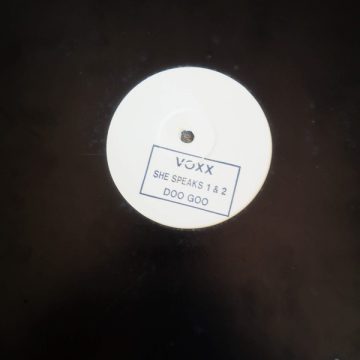 VOXX
SHE SPEAKS 1 & 2
DOO GOO